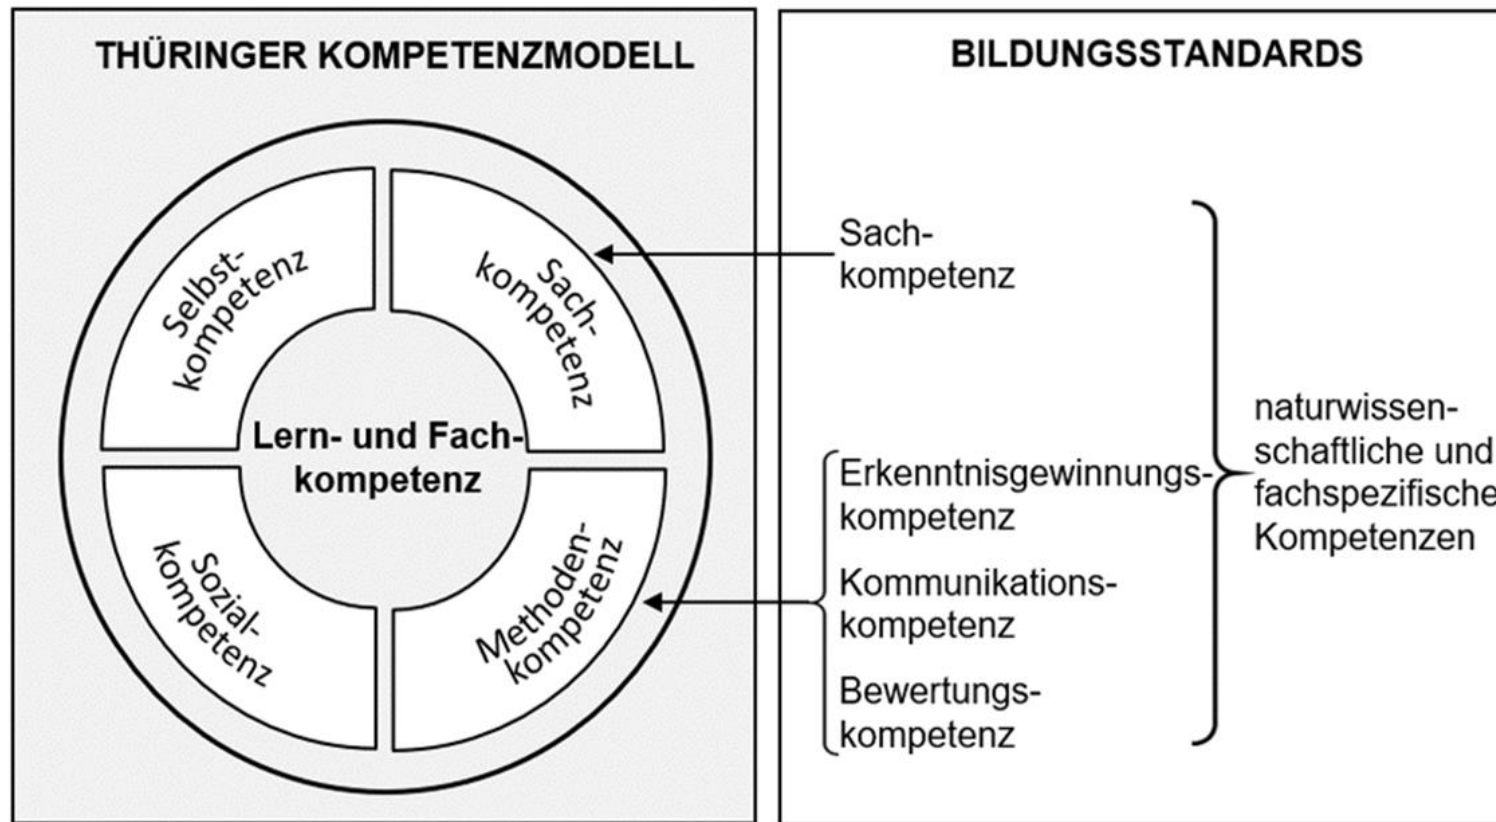 THÜRINGER KOMPETENZMODELL
Selbst-
kompetenz
Sach-
kompetenz
Lern- und Fach-
kompetenz
Sozial-
kompetenz
Methoden-
kompetenz
BILDUNGSSTANDARDS
Sach-
kompetenz
Erkenntnisgewinnungs-
kompetenz
Kommunikations-
kompetenz
Bewertungs-
kompetenz
naturwissen-
schaftliche und
fachspezifische
Kompetenzen